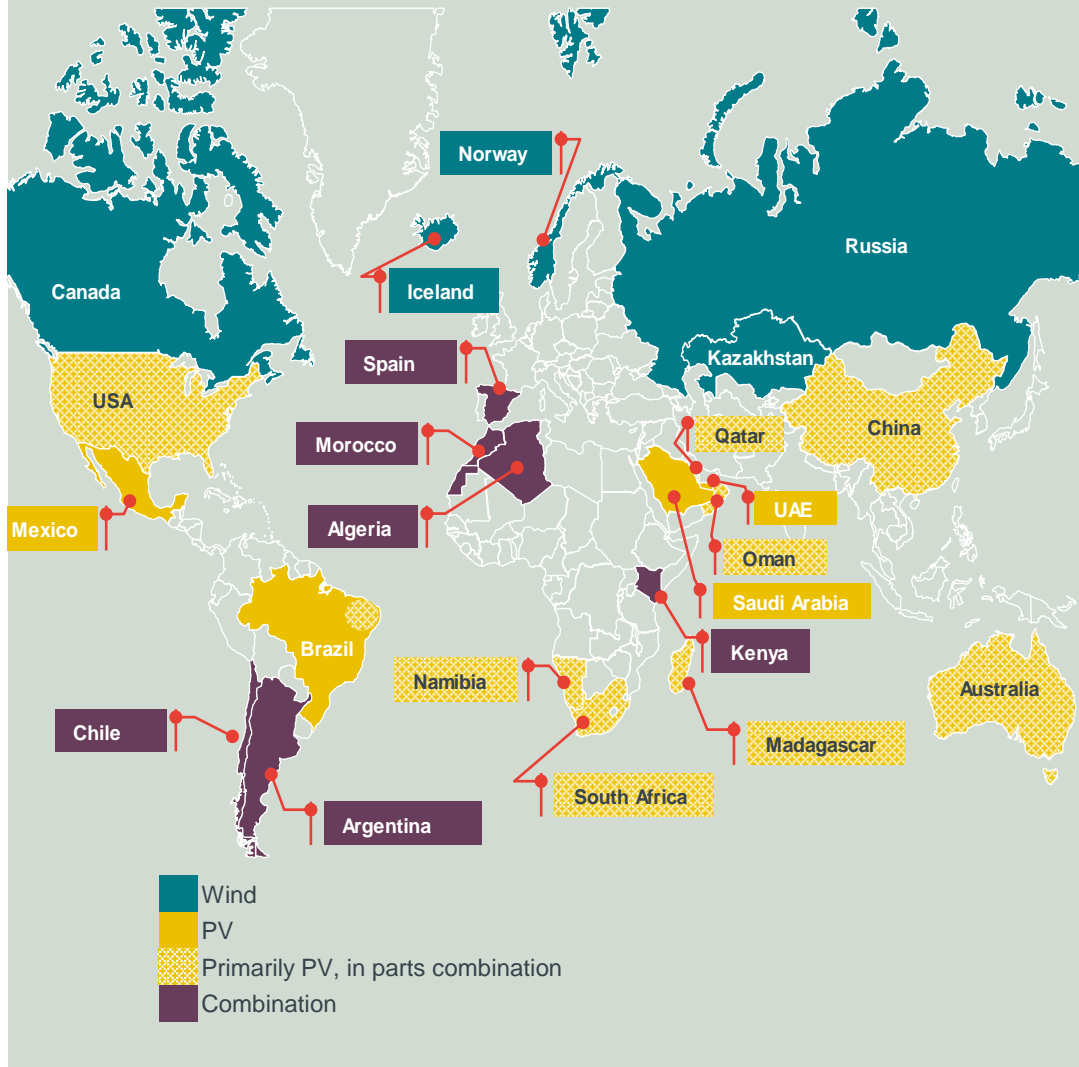 Norway
Russia
Canada
Iceland
Spain
Kazakhstan
USA
China
Qatar
Morocco
UAE
Mexico
Algeria
Oman
Saudi Arabia
Brazil
Kenya
Namibia
Australia
Chile
Madagascar
South Africa
Argentina
Wind
PV
Primarily PV, in parts combination
Combination